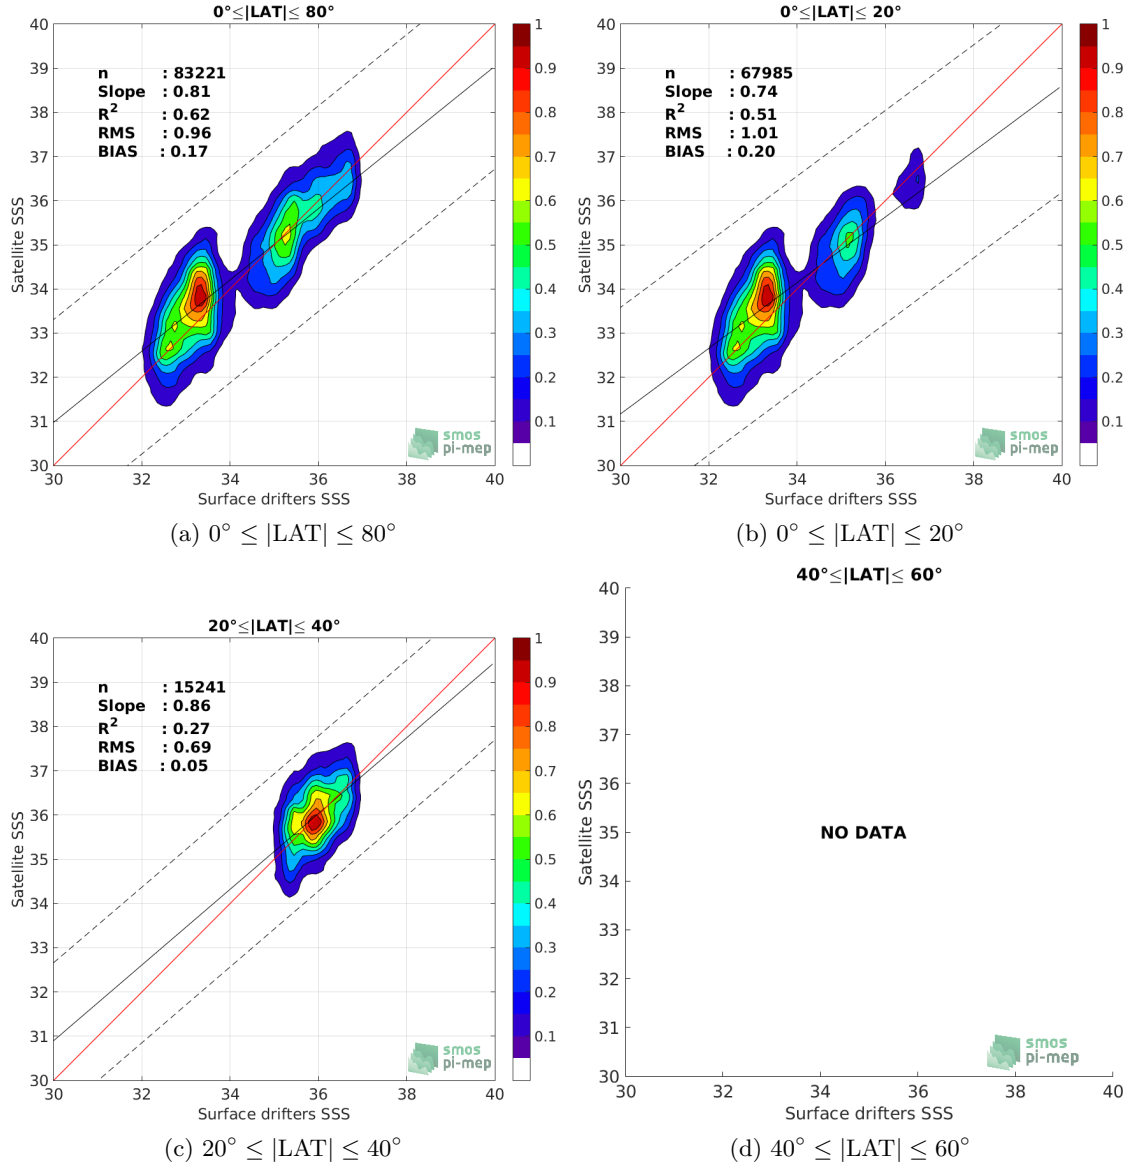 0°≤|LAT|≤ 80°
n : 83221
Slope : 0.81
R2 : 0.62
RMS : 0.96
BIAS : 0.17
40
39
38
37
36
35
34
33
32
31
30
Satellite SSS
30 32 34 36 38 40
Surface drifters SSS
1
0.9
0.8
0.7
0.6
0.5
0.4
0.3
0.2
0.1
smos
pi-mep
(a) 0° ≤ |LAT| ≤ 80°
0°≤|LAT|≤ 20°
n : 67985
Slope : 0.74
R2 : 0.51
RMS : 1.01
BIAS : 0.20
40
39
38
37
36
35
34
33
32
31
30
Satellite SSS
30 32 34 36 38 40
Surface drifters SSS
1
0.9
0.8
0.7
0.6
0.5
0.4
0.3
0.2
0.1
smos
pi-mep
(b) 0° ≤ |LAT| ≤ 20°
20°≤|LAT|≤ 40°
n : 15241
Slope : 0.86
R2 : 0.27
RMS : 0.69
BIAS : 0.05
40
39
38
37
36
35
34
33
32
31
30
Satellite SSS
30 32 34 36 38 40
Surface drifters SSS
1
0.9
0.8
0.7
0.6
0.5
0.4
0.3
0.2
0.1
smos
pi-mep
(c) 20° ≤ |LAT| ≤ 40°
40°≤|LAT|≤ 60°
40
39
38
37
36
35
34
33
32
31
30
Satellite SSS
NO DATA
30 32 34 36 38 40
Surface drifters SSS
smos
pi-mep
(d) 40° ≤ |LAT| ≤ 60°